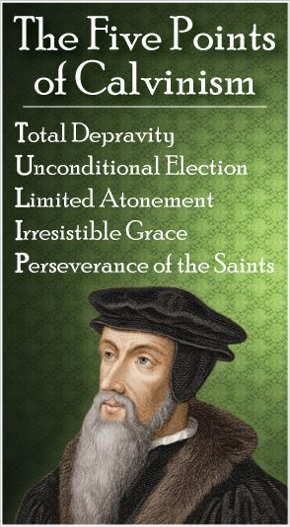 The Five Points
of Calvinism
Total Depravity
Unconditional Election
Limited Atonement
Irresistible Grace
Perseverance of the Saints